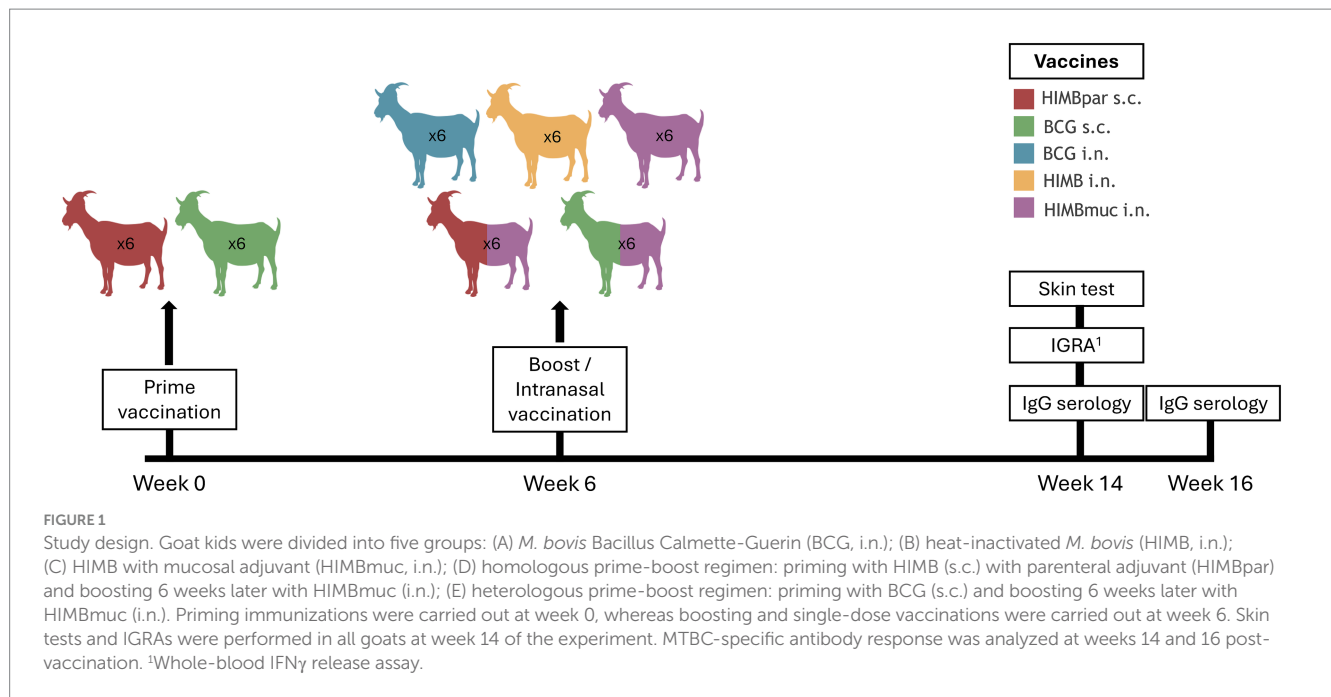 Vaccines
HIMBpar s.c.
BCG s.c.
BCG i.n.
HIMB i.n.
HIMBmuc i.n.
x6
x6
x6
x6
x6
x6
x6
Prime
vaccination
Boost /
Intranasal
vaccination
Skin test
IGRA¹
IgG serology
IgG serology
Week 0
Week 6
Week 14
Week 16
FIGURE 1
Study design. Goat kids were divided into five groups: (A) M. bovis Bacillus Calmette-Guerin (BCG, i.n.); (B) heat-inactivated M. bovis (HIMB, i.n.);
(C) HIMB with mucosal adjuvant (HIMBmuc, i.n.); (D) homologous prime-boost regimen: priming with HIMB (s.c.) with parenteral adjuvant (HIMBpar)
and boosting 6 weeks later with HIMBmuc (i.n.); (E) heterologous prime-boost regimen: priming with BCG (s.c.) and boosting 6 weeks later with
HIMBmuc (i.n.). Priming immunizations were carried out at week 0, whereas boosting and single-dose vaccinations were carried out at week 6. Skin
tests and IGRAs were performed in all goats at week 14 of the experiment. MTBC-specific antibody response was analyzed at weeks 14 and 16 post-
vaccination. ¹Whole-blood IFNγ release assay.